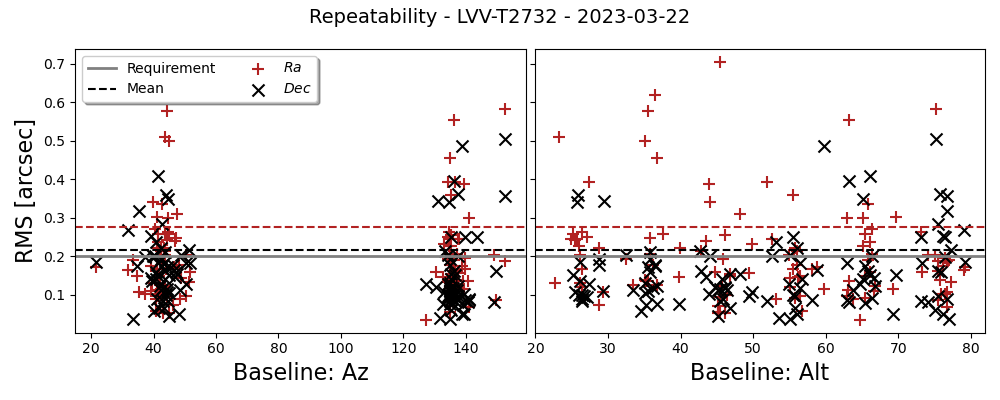 Repeatability - LVV-T2732 - 2023-03-22
Requirement
Mean
Ra
Dec
RMS [arcsec]
0.7
0.6
0.5
0.4
0.3
0.2
0.1
20 40 60 80 100 120 140
20 30 40 50 60 70 80
Baseline: Az
Baseline: Alt